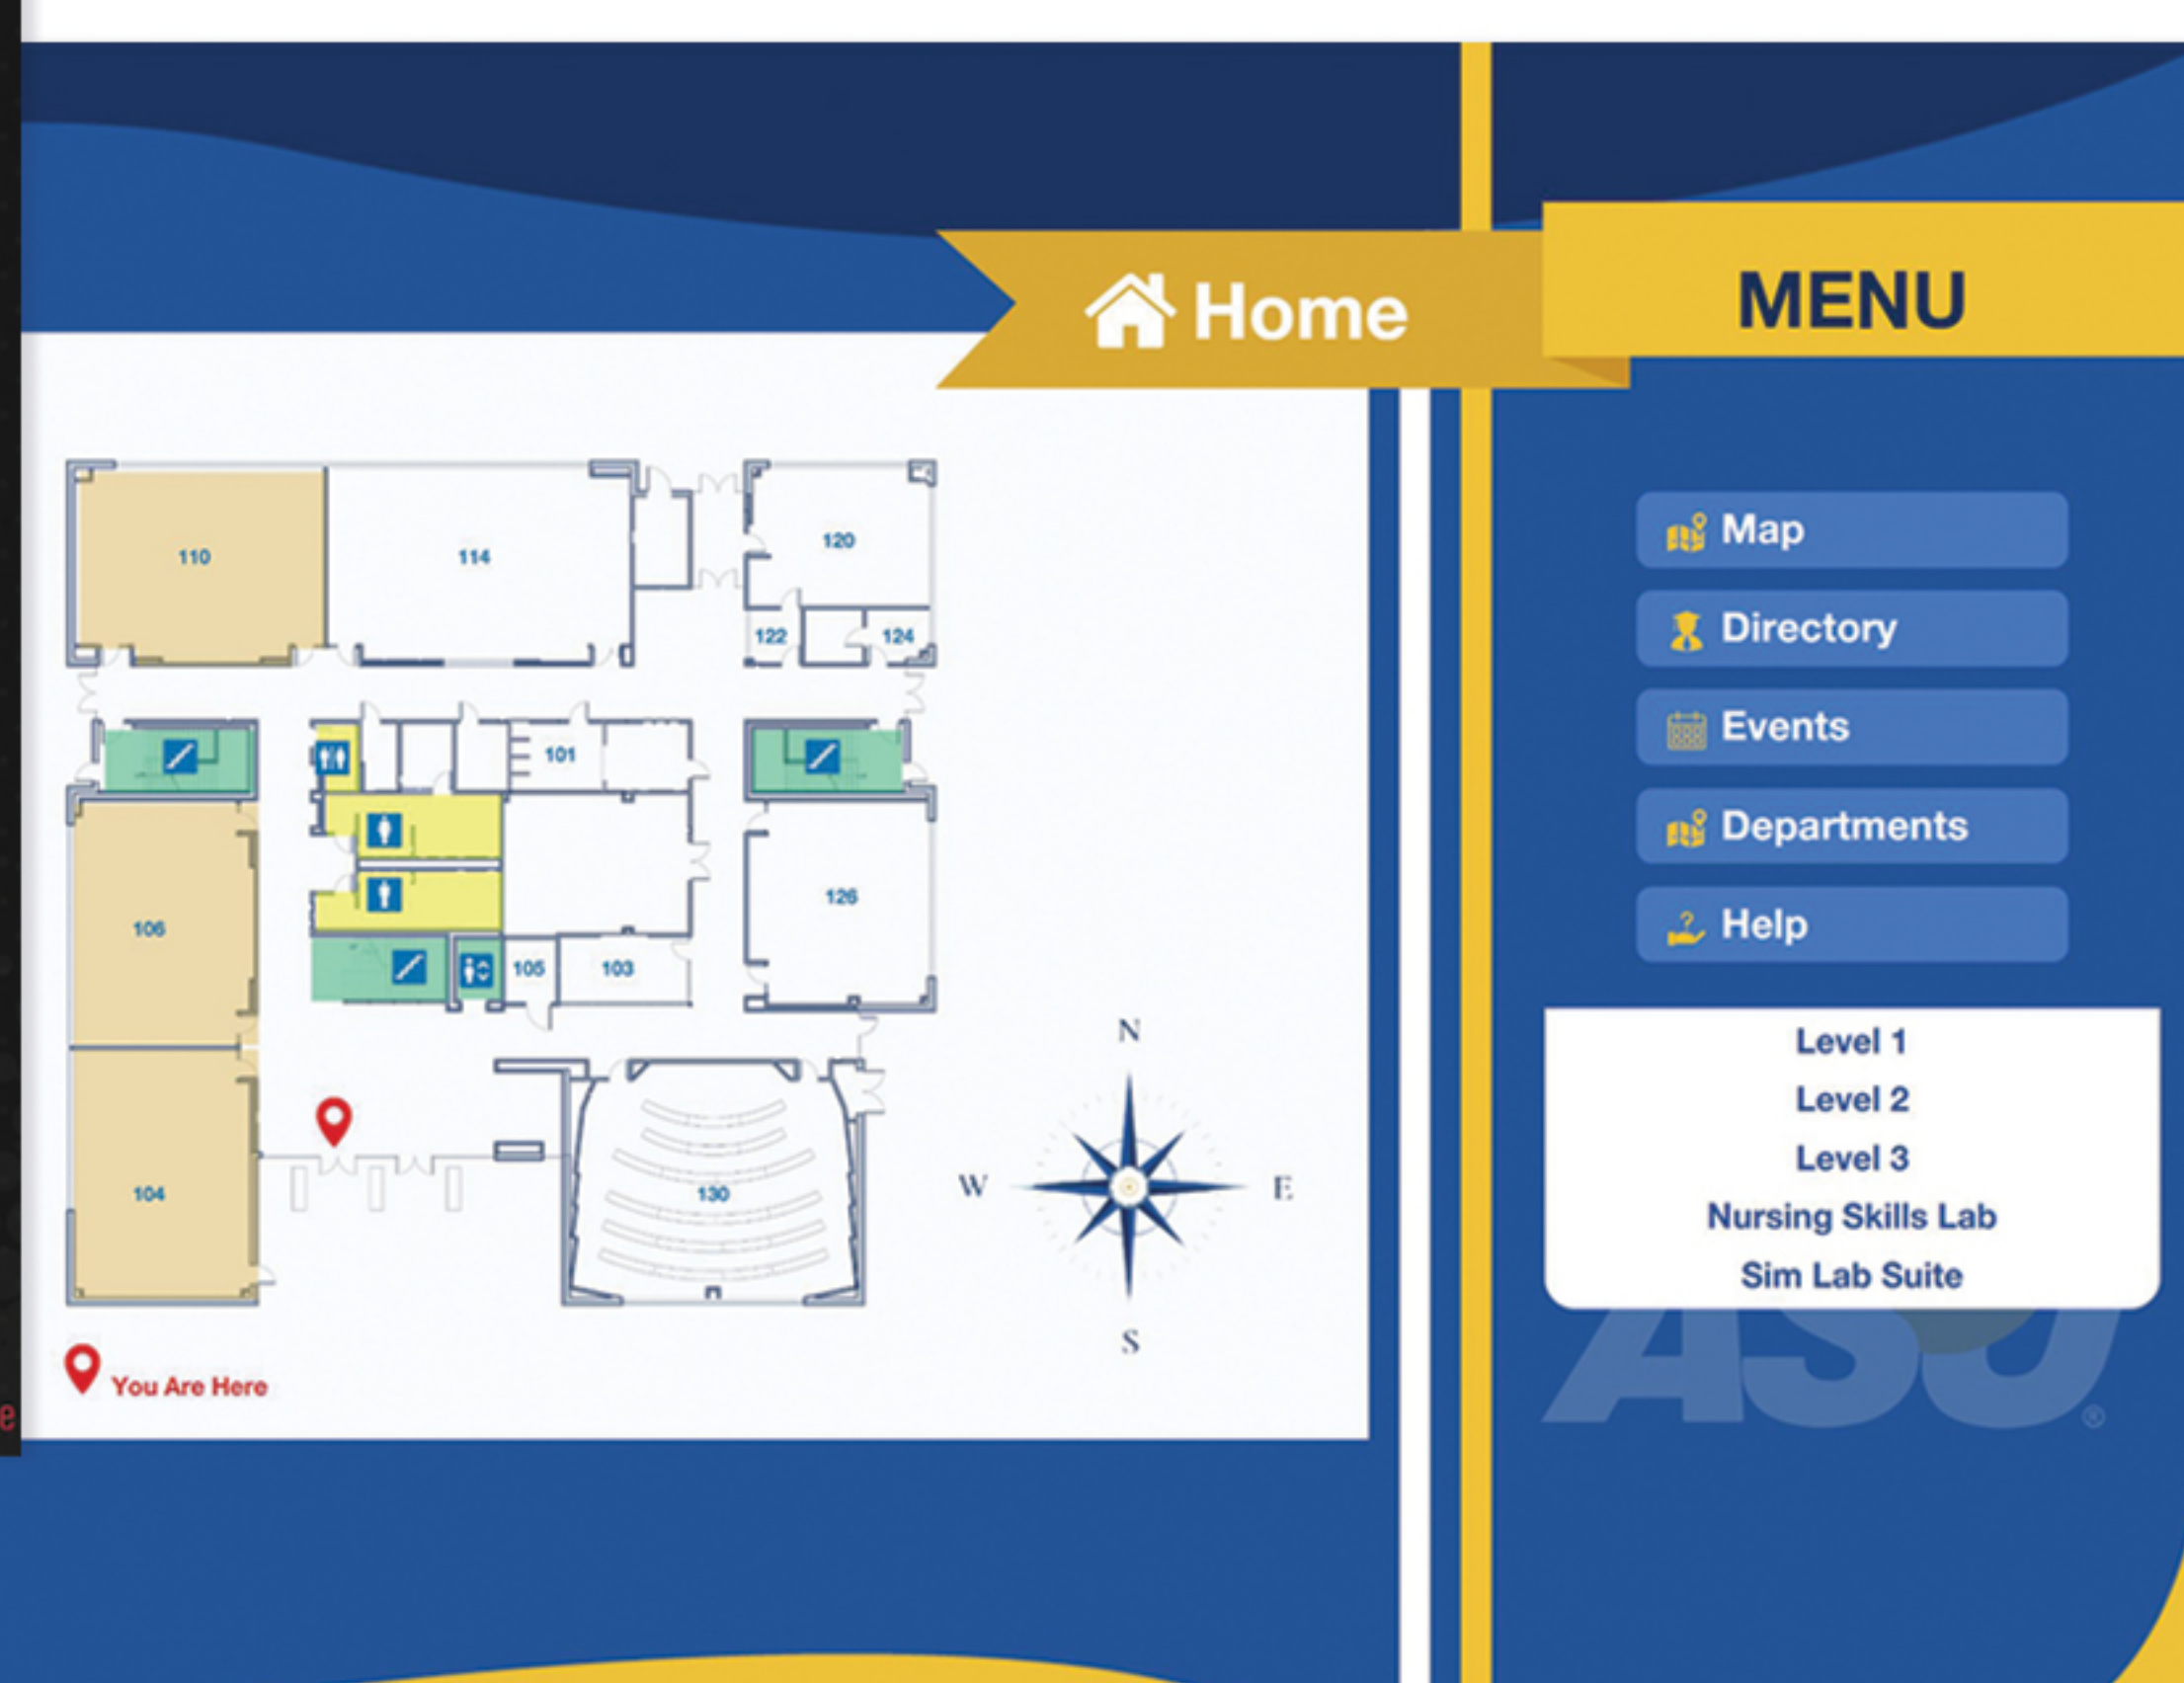 Home
MENU
110
114
120
122
124
101
106
126
105
103
104
130
N
W
E
S
You Are Here
Map
Directory
Events
Departments
Help
Level 1
Level 2
Level 3
Nursing Skills Lab
Sim Lab Suite
ASU®
e